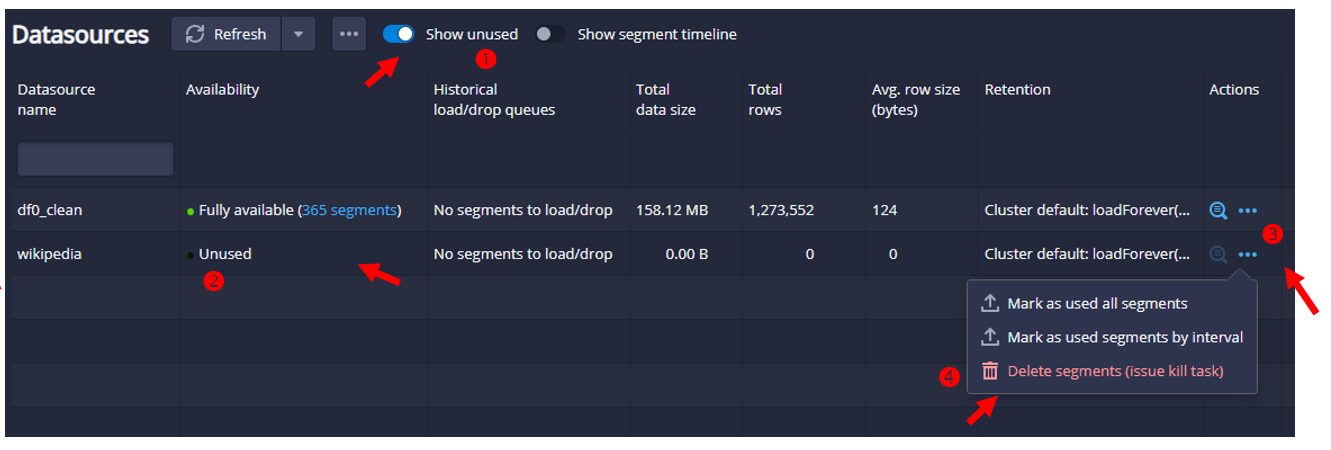 Datasources Refresh Show unused Show segment timeline
1
Datasource name Availability Historical load/drop queues Total data size Total rows Avg. row size (bytes) Retention Actions
df0_clean Fully available (365 segments) No segments to load/drop 158.12 MB 1,273,552 124 Cluster default: loadForever(...
3
wikipedia Unused No segments to load/drop 0.00 B 0 0 Cluster default: loadForever(...
2
Mark as used all segments
Mark as used segments by interval
4 Delete segments (issue kill task)